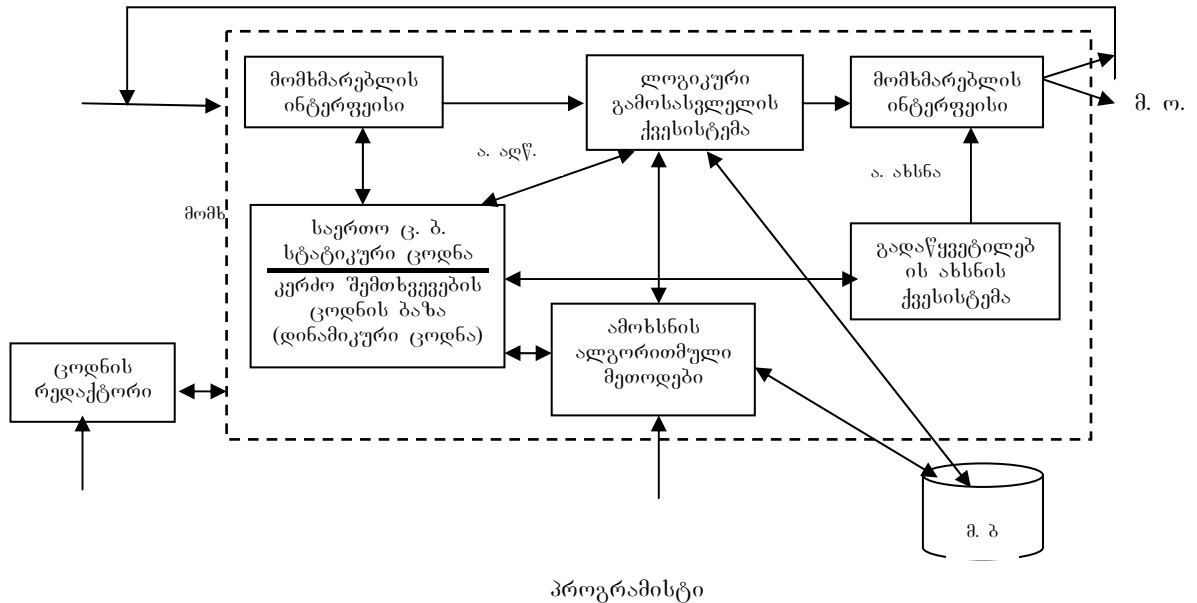 მომხმარებლის
ინტერფეისი
ლოგიკური
გამოსასვლელის
ქვესისტემა
მომხმარებლის
ინტერფეისი
მ. ო.
ა. აღწ.
ა. ახსნა
მომხ
საერთო ც. ბ.
სტატიკური ცოდნა
კერძო შემთხვევების
ცოდნის ბაზა
(დინამიკური ცოდნა)
გადაწყვეტილებ
ის ახსნის
ქვესისტემა
ამოხსნის
ალგორითმული
მეთოდები
ცოდნის
რედაქტორი
მ. ბ
პროგრამისტი